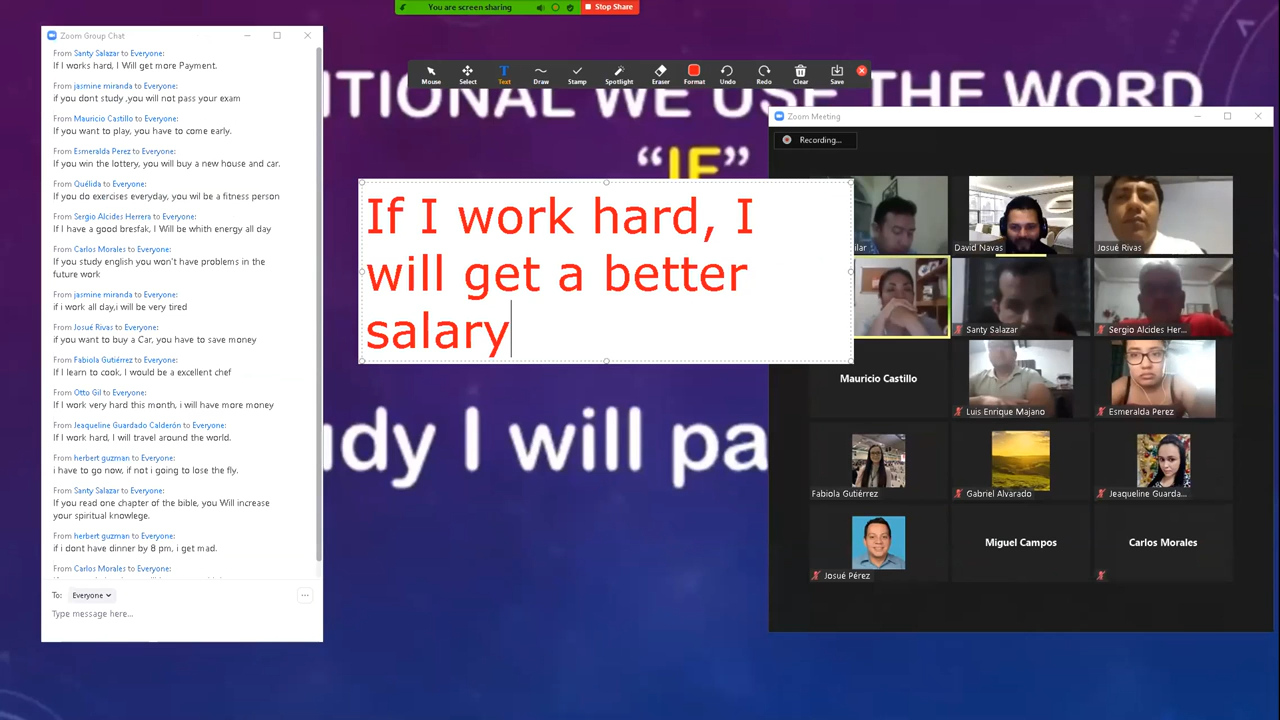 You are screen sharing
Stop Share
Zoom Group Chat
From Santy Salazar to Everyone:
If I works hard, I Will get more Payment.
From jasmine miranda to Everyone:
if you dont study ,you will not pass your exam
From Mauricio Castillo to Everyone:
If you want to play, you have to come early.
From Esmeralda Perez to Everyone:
If you win the lottery, you will buy a new house and car.
From Quélida to Everyone:
If you do exercises everyday, you wil be a fitness person
From Sergio Alcides Herrera to Everyone:
If I have a good bresfak, I Will be whith energy all day
From Carlos Morales to Everyone:
If you study english you won't have problems in the
future work
From jasmine miranda to Everyone:
if i work all day,i will be very tired
From Josué Rivas to Everyone:
if you want to buy a Car, you have to save money
From Fabiola Gutiérrez to Everyone:
If I learn to cook, I would be a excellent chef
From Otto Gil to Everyone:
If I work very hard this month, i will have more money
From Jeaqueline Guardado Calderón to Everyone:
If I work hard, I will travel around the world.
From herbert guzman to Everyone:
i have to go now, if not i going to lose the fly.
From Santy Salazar to Everyone:
If you read one chapter of the bible, you Will increase
your spiritual knowlege.
From herbert guzman to Everyone:
if i dont have dinner by 8 pm, i get mad.
From Carlos Morales to Everyone:
To: Everyone
Type message here...
Mouse Select Text Draw Stamp Spotlight Eraser Format Undo Redo Clear Save
ITIONAL WE USE THE WORD
“IF”
If I work hard, I
will get a better
salary
udy I will pa
Zoom Meeting
Recording...
ilar
David Navas
Josué Rivas
Santy Salazar
Sergio Alcides Her...
Mauricio Castillo
Luis Enrique Majano
Esmeralda Perez
Fabiola Gutiérrez
Gabriel Alvarado
Jeaqueline Guarda...
Josué Pérez
Miguel Campos
Carlos Morales